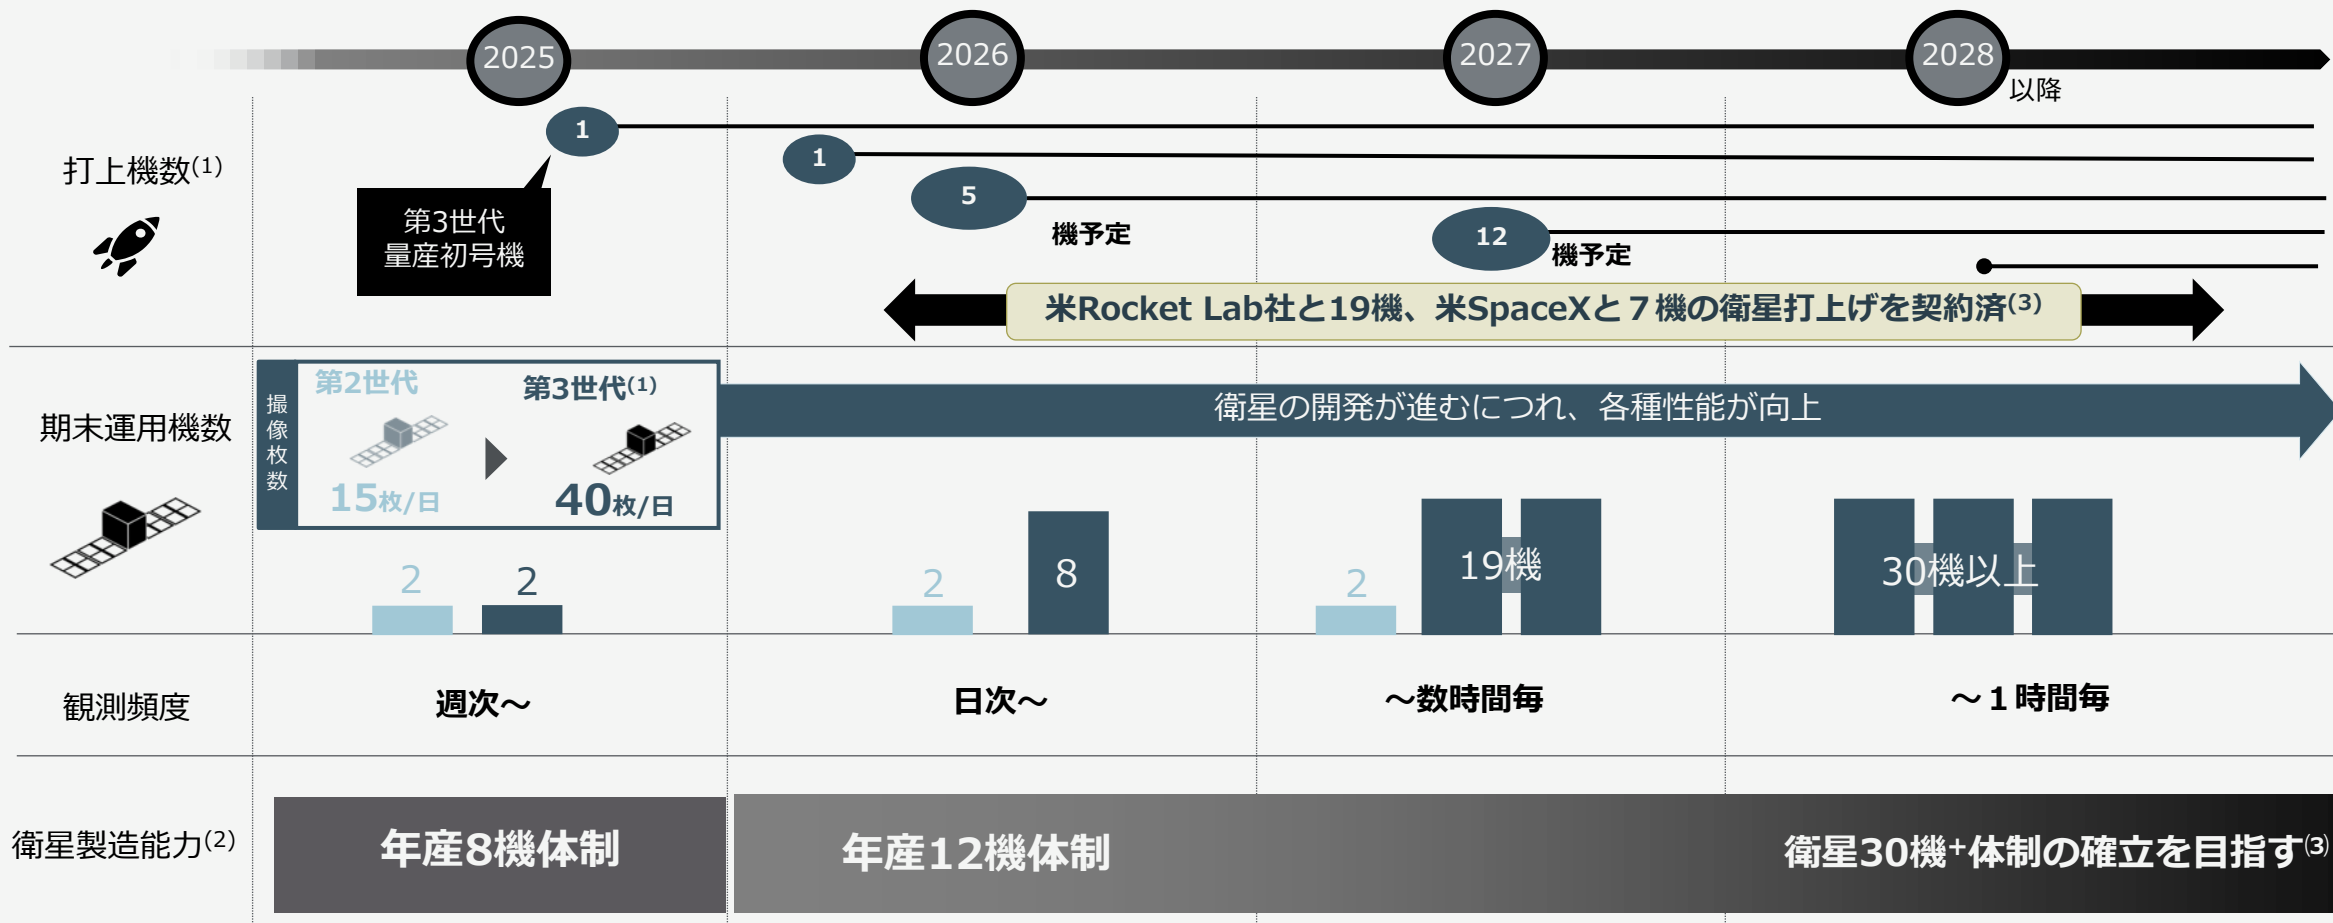 2025
2026
2027
2028
以降
打上機数(1)
1
1
5
機予定
12
機予定
第3世代
量産初号機
米Rocket Lab社と19機、米SpaceXと７機の衛星打上げを契約済(3)
期末運用機数
撮像枚数
第2世代
第3世代(1)
15枚/日
40枚/日
衛星の開発が進むにつれ、各種性能が向上
2
2
2
8
2
19機
30機以上
観測頻度
週次～
日次～
～数時間毎
～１時間毎
衛星製造能力(2)
年産8機体制
年産12機体制
衛星30機+体制の確立を目指す(3)